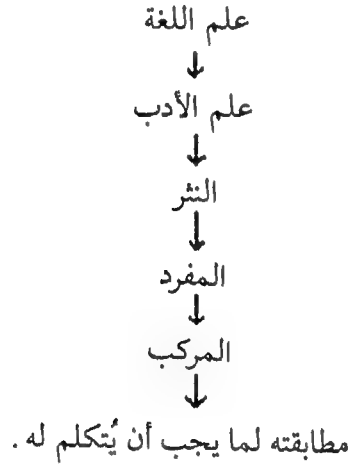 علم اللغة
علم الأدب
النثر
المفرد
المركب
مطابقته لما يجب أن يُتكلم له .